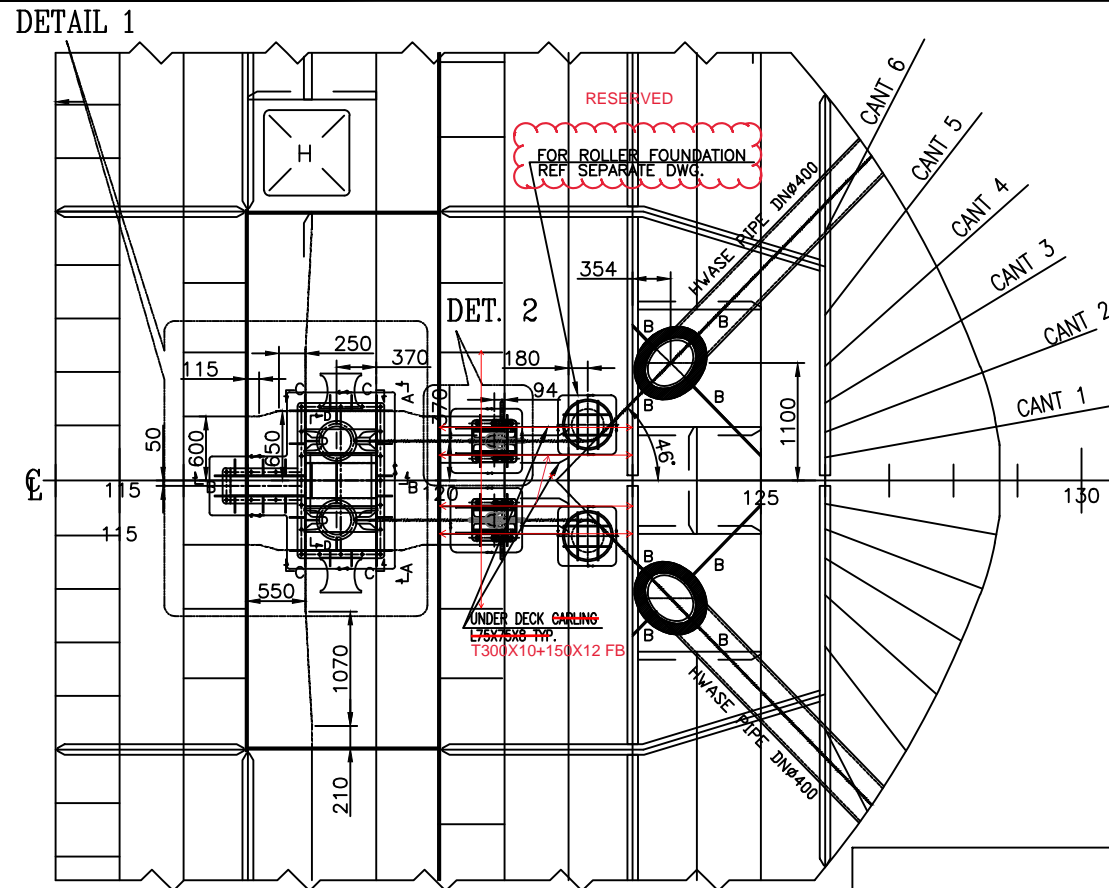 DETAIL 1
RESERVED
H
FOR ROLLER FOUNDATION
REF SEPARATE DWG.
CANT 6
CANT 5
CANT 4
CANT 3
CANT 2
CANT 1
HWASE PIPE DNø400
354
DET. 2
250
370
180
115
94
C
C
A
570
B
B
B
B
D
50
600
650
46°
1100
℄
115
B
B
20
125
130
115
D
C
C
A
B
B
B
B
550
UNDER DECK CARLING
L75X75X8 TYP.
T300X10+150X12 FB
1070
HWASE PIPE DNø400
210